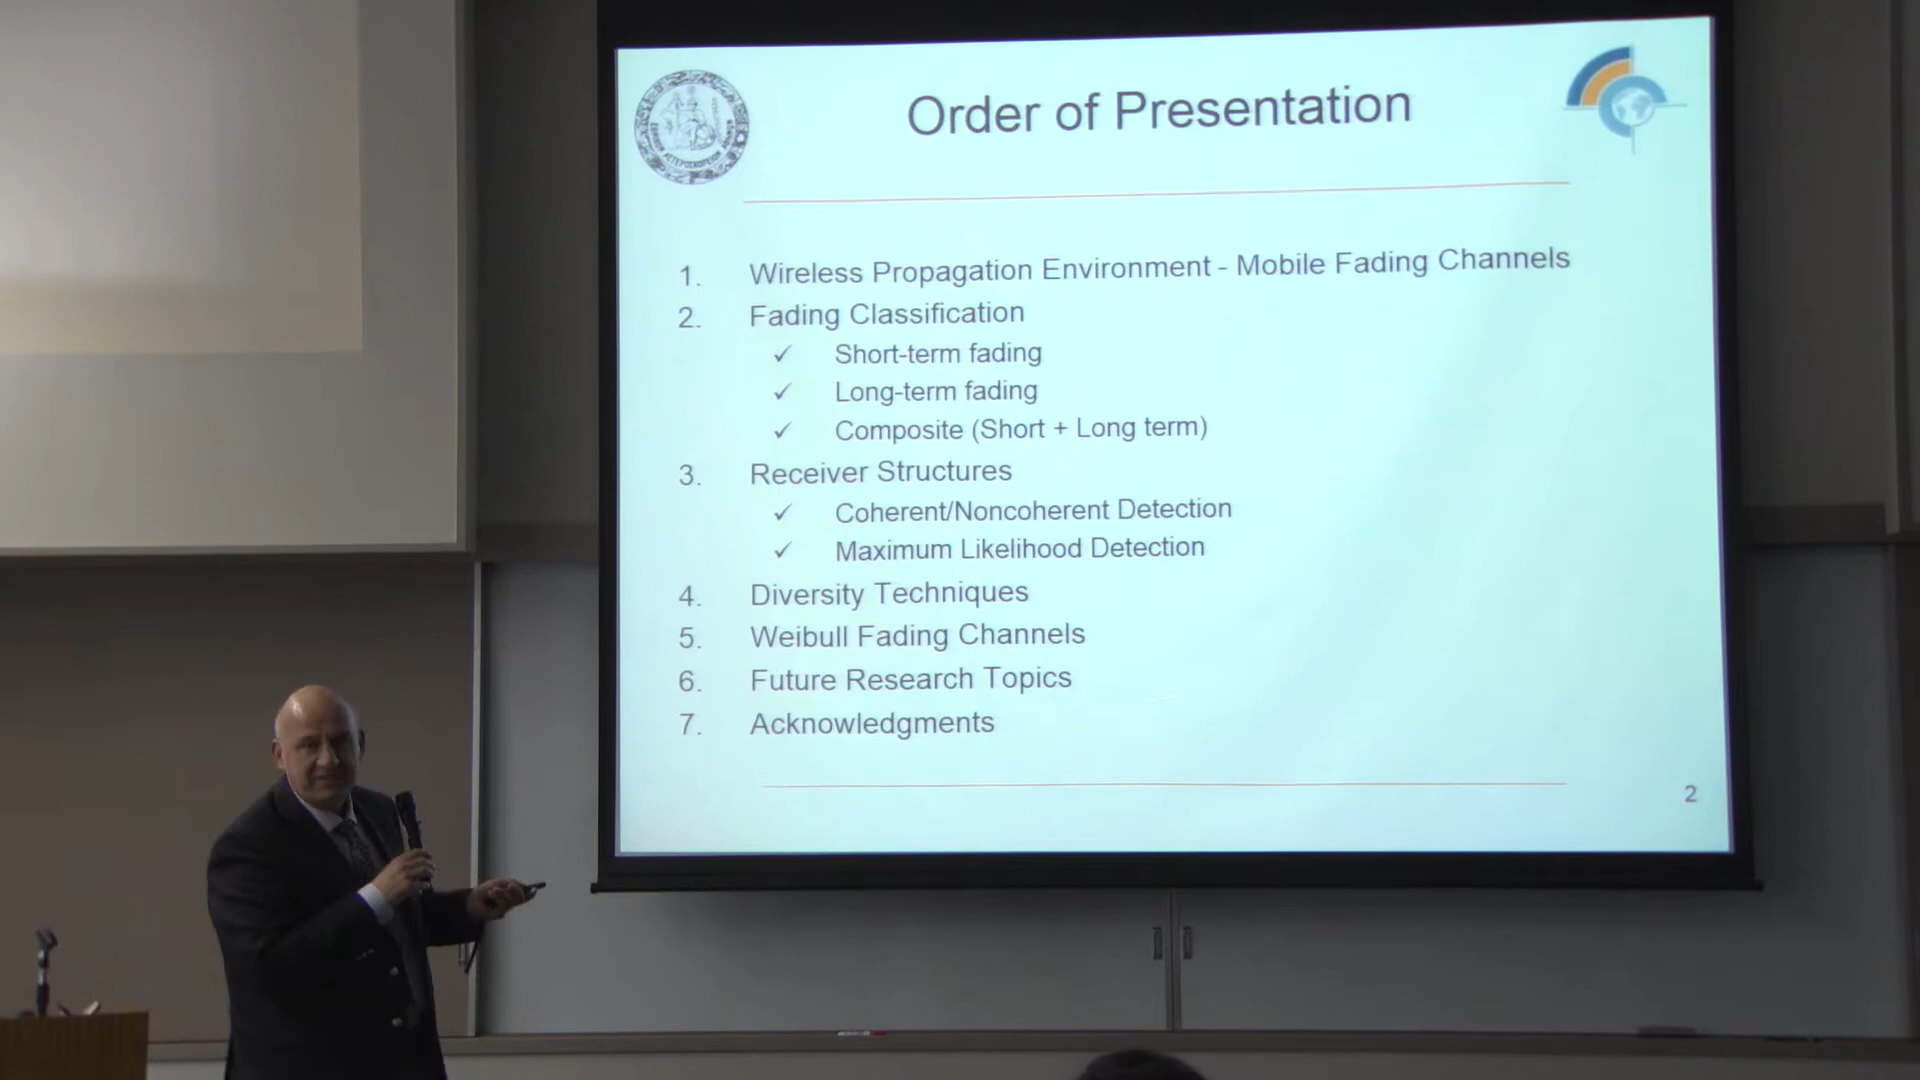 Order of Presentation
1. Wireless Propagation Environment - Mobile Fading Channels
2. Fading Classification
✓ Short-term fading
✓ Long-term fading
✓ Composite (Short + Long term)
3. Receiver Structures
✓ Coherent/Noncoherent Detection
✓ Maximum Likelihood Detection
4. Diversity Techniques
5. Weibull Fading Channels
6. Future Research Topics
7. Acknowledgments
2